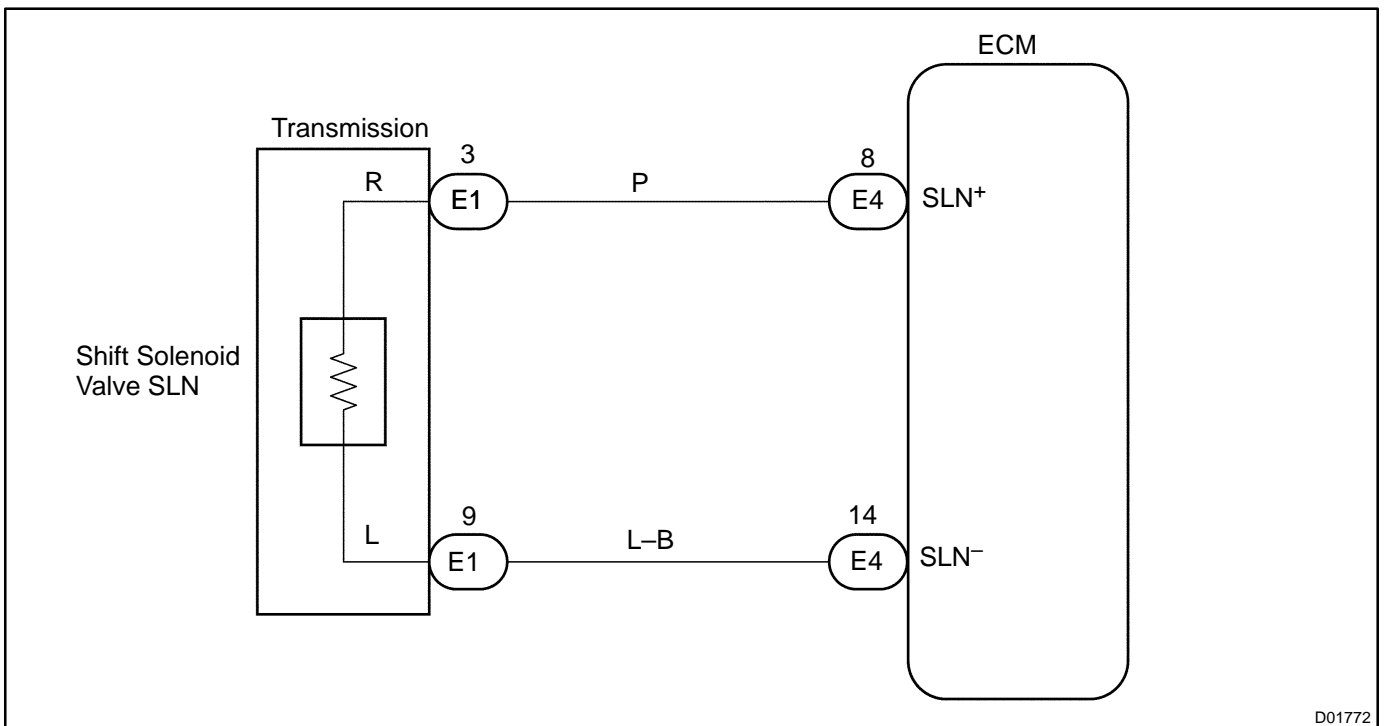 ECM
Transmission
3
8
R
P
E1
E4
SLN+
Shift Solenoid
Valve SLN
9
14
L
L–B
E1
E4
SLN–
D01772